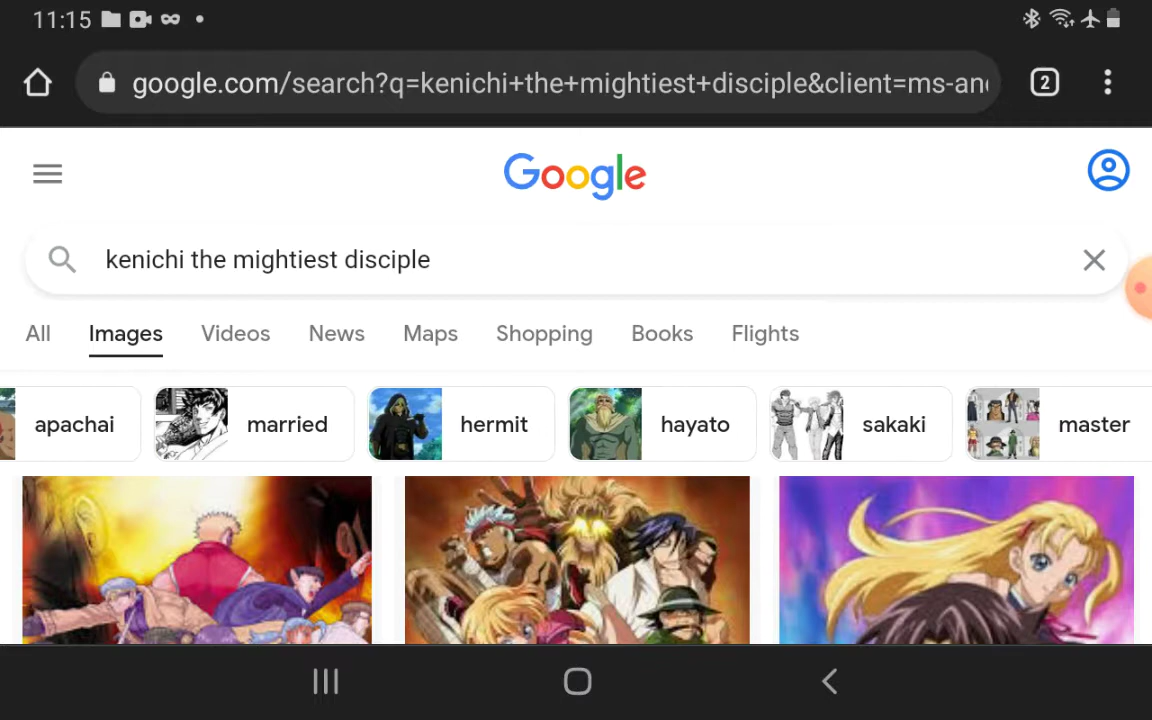 11:15
google.com/search?q=kenichi+the+mightiest+disciple&client=ms-and
2
Google
kenichi the mightiest disciple
All Images Videos News Maps Shopping Books Flights
apachai married hermit hayato sakaki master